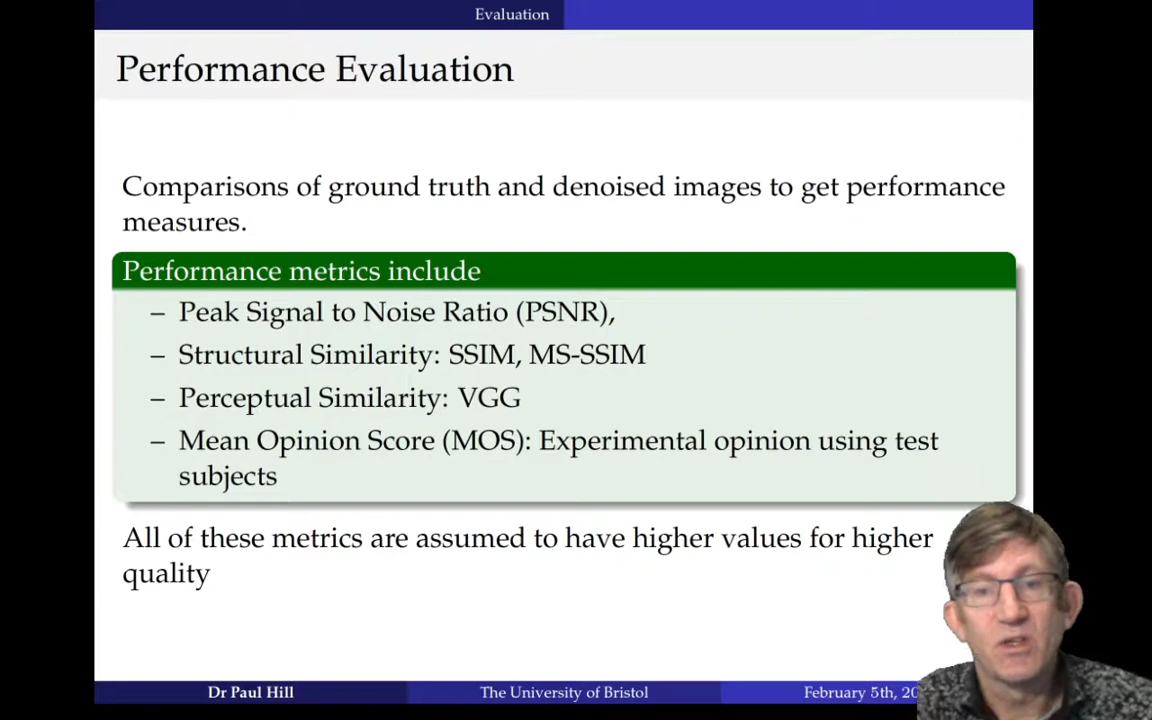 Evaluation
Performance Evaluation
Comparisons of ground truth and denoised images to get performance
measures.
Performance metrics include
– Peak Signal to Noise Ratio (PSNR),
– Structural Similarity: SSIM, MS-SSIM
– Perceptual Similarity: VGG
– Mean Opinion Score (MOS): Experimental opinion using test
subjects
All of these metrics are assumed to have higher values for higher
quality
Dr Paul Hill The University of Bristol February 5th,